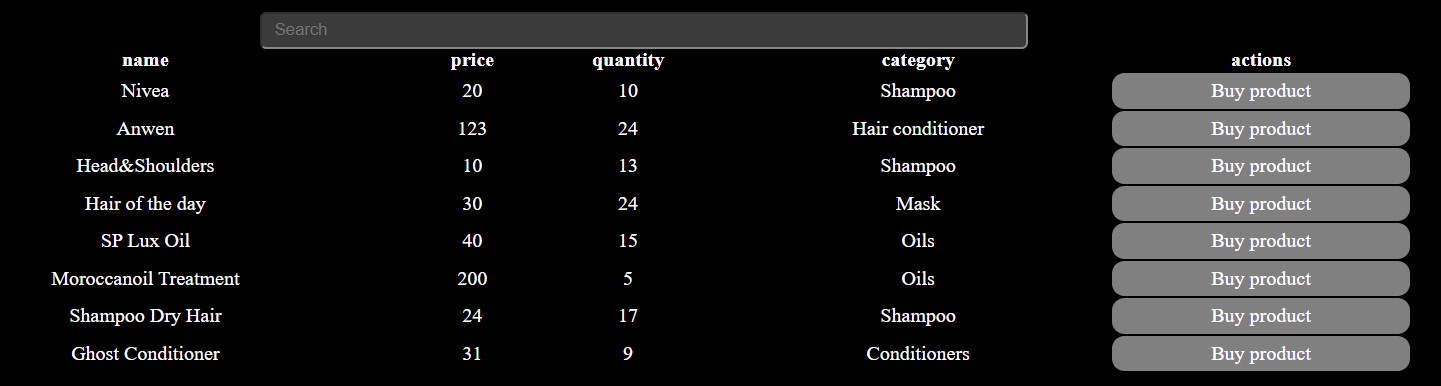 Search
name price quantity category actions
Nivea 20 10 Shampoo Buy product
Anwen 123 24 Hair conditioner Buy product
Head&Shoulders 10 13 Shampoo Buy product
Hair of the day 30 24 Mask Buy product
SP Lux Oil 40 15 Oils Buy product
Moroccanoil Treatment 200 5 Oils Buy product
Shampoo Dry Hair 24 17 Shampoo Buy product
Ghost Conditioner 31 9 Conditioners Buy product